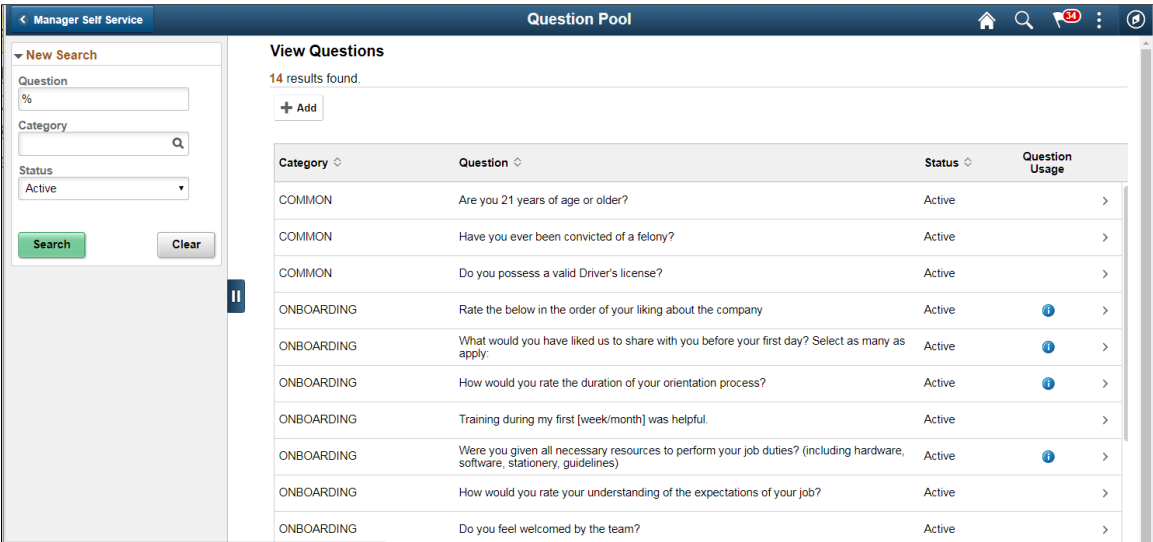 Manager Self Service
Question Pool
34
New Search
Question
%
Category
Status
Active
Search
Clear
View Questions
14 results found.
Add
Category
Question
Status
Question
Usage
COMMON
Are you 21 years of age or older?
Active
COMMON
Have you ever been convicted of a felony?
Active
COMMON
Do you possess a valid Driver's license?
Active
ONBOARDING
Rate the below in the order of your liking about the company
Active
ONBOARDING
What would you have liked us to share with you before your first day? Select as many as
apply:
Active
ONBOARDING
How would you rate the duration of your orientation process?
Active
ONBOARDING
Training during my first [week/month] was helpful.
Active
ONBOARDING
Were you given all necessary resources to perform your job duties? (including hardware,
software, stationery, guidelines)
Active
ONBOARDING
How would you rate your understanding of the expectations of your job?
Active
ONBOARDING
Do you feel welcomed by the team?
Active